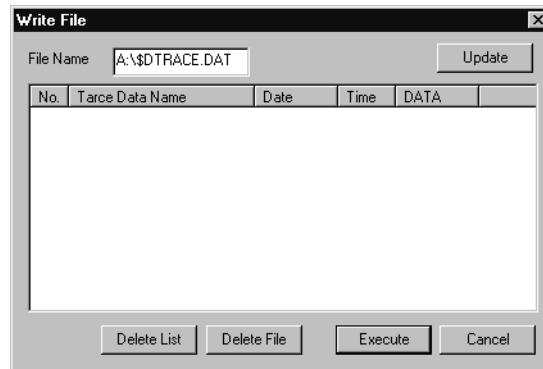 Write File
File Name A:\$DTRACE.DAT Update
No. Tarce Data Name Date Time DATA
Delete List Delete File Execute Cancel